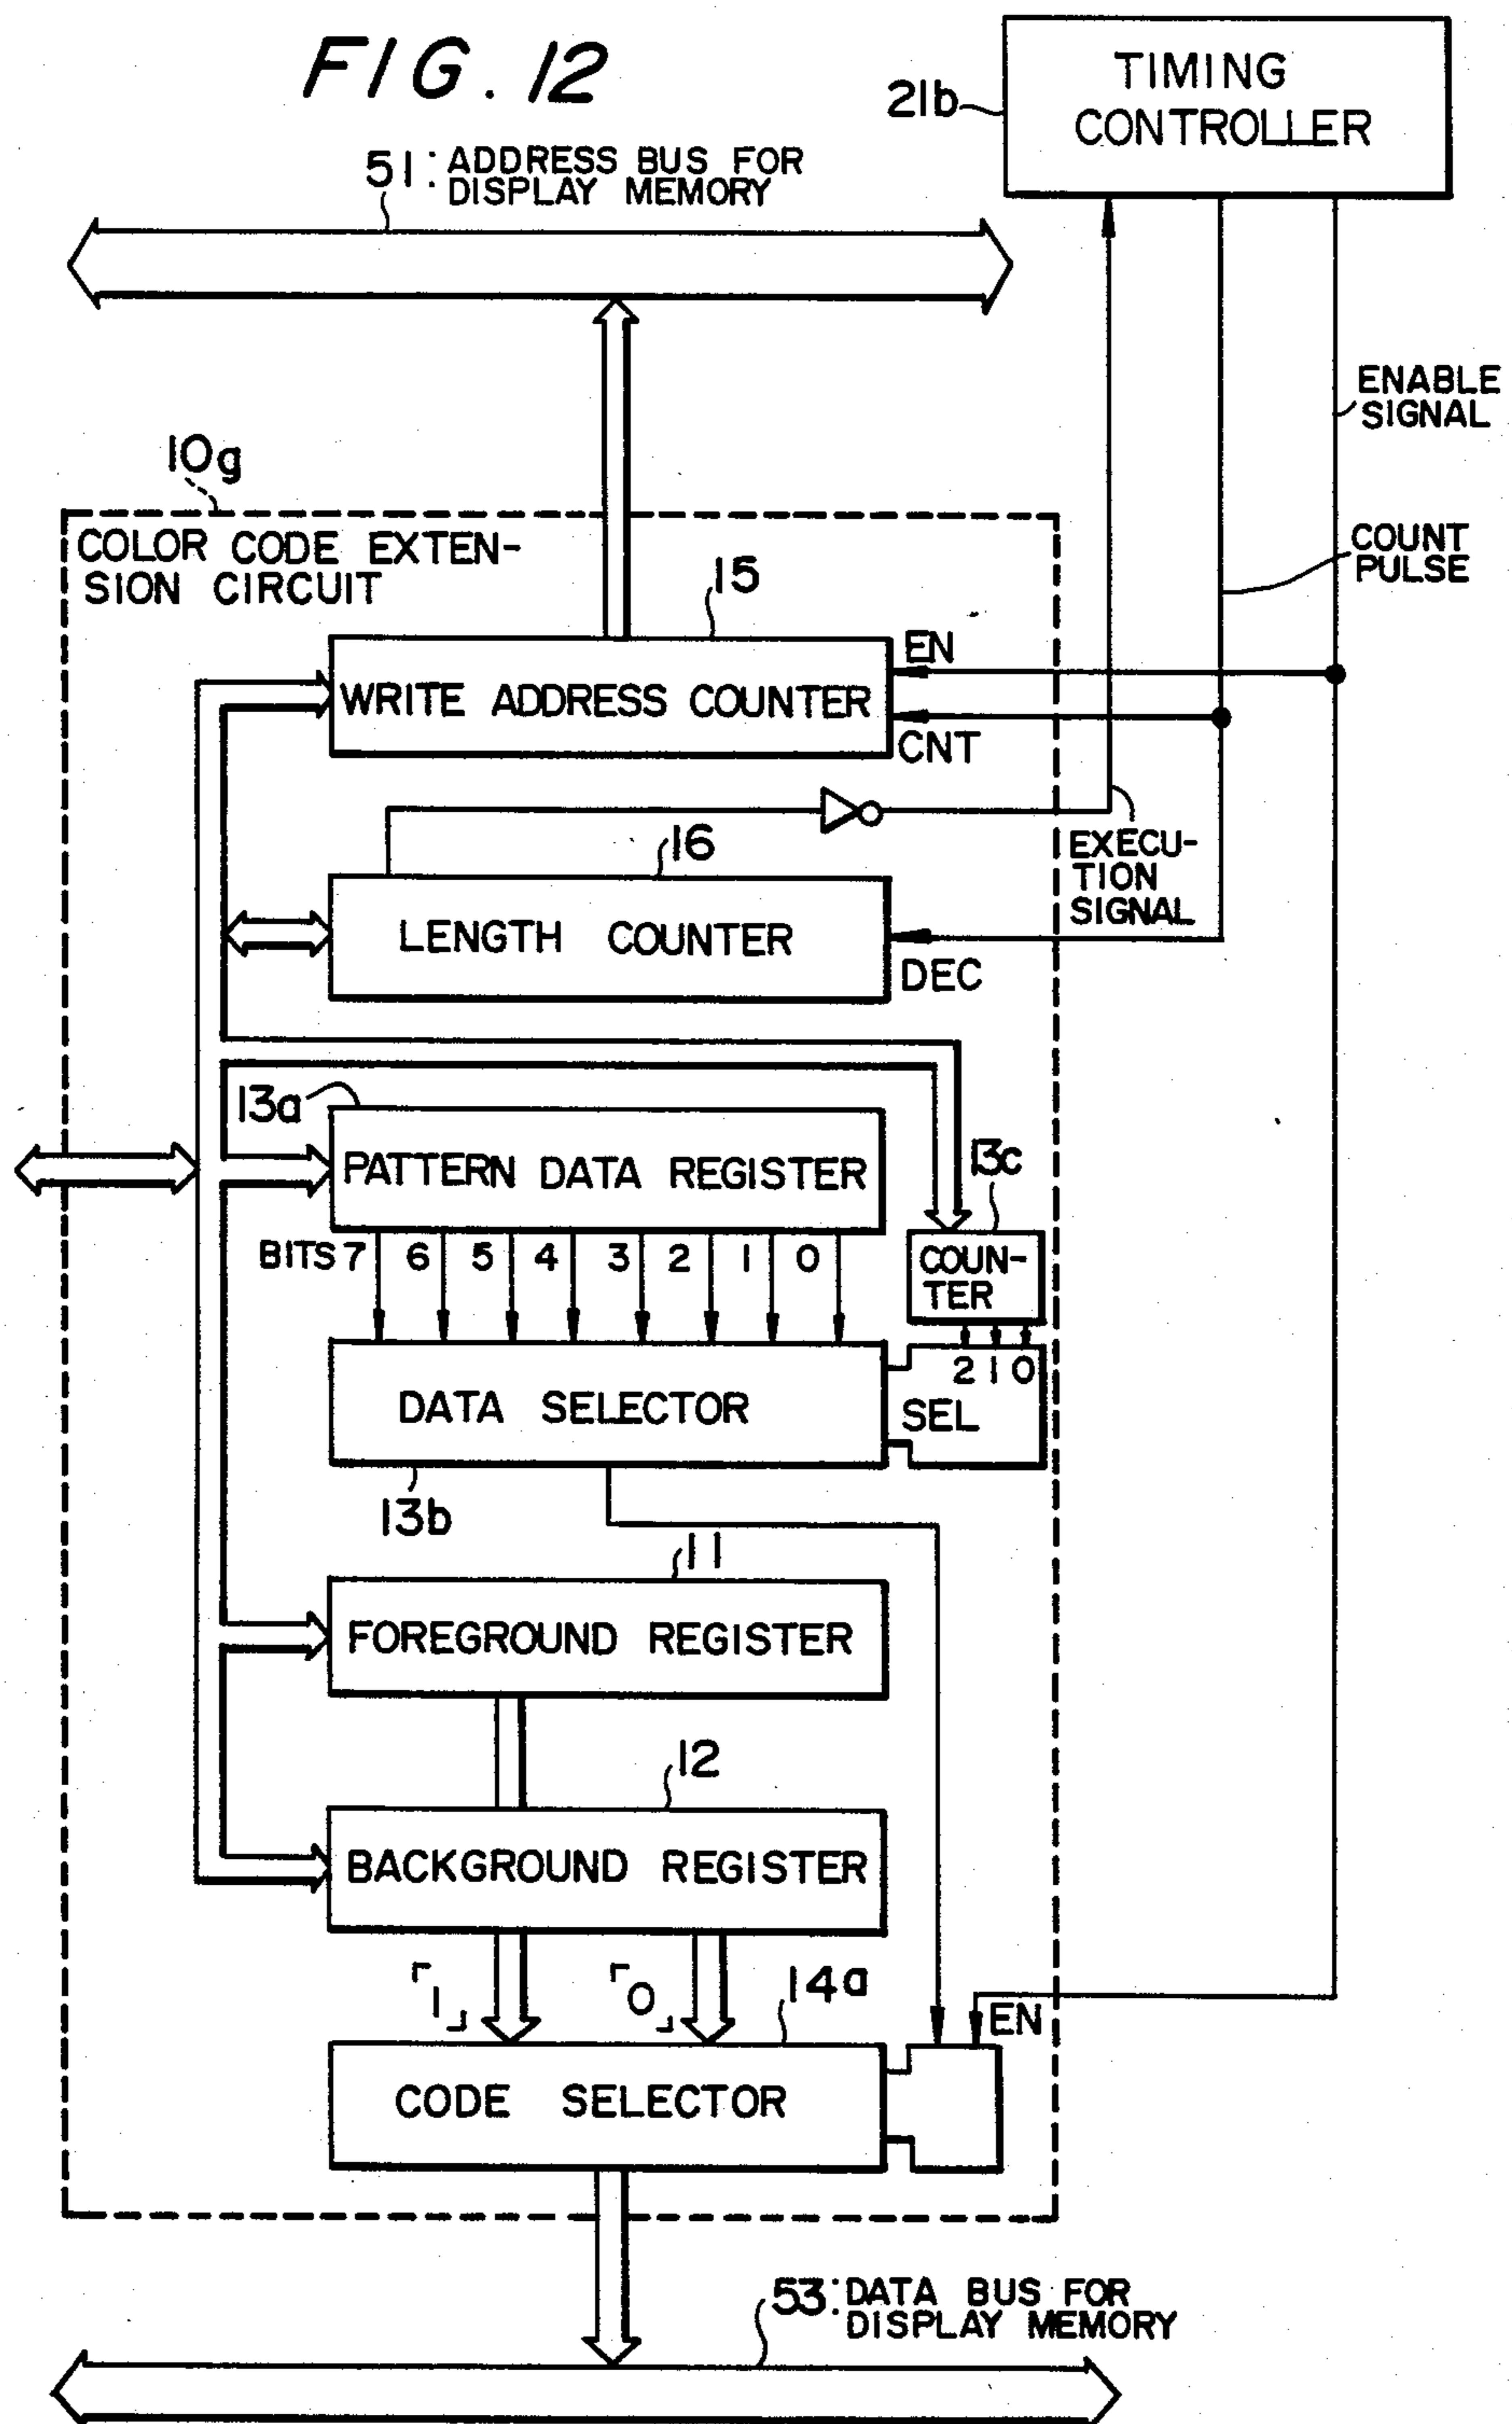 FIG. 12
TIMING
CONTROLLER
21b
51: ADDRESS BUS FOR
DISPLAY MEMORY
ENABLE
SIGNAL
10g
COLOR CODE EXTEN-
SION CIRCUIT
COUNT
PULSE
15
EN
WRITE ADDRESS COUNTER
CNT
16
EXECU-
TION
SIGNAL
LENGTH COUNTER
DEC
13a
PATTERN DATA REGISTER
13c
BITS 7 6 5 4 3 2 1 0
COUN-
TER
2 1 0
DATA SELECTOR
SEL
13b
11
FOREGROUND REGISTER
12
BACKGROUND REGISTER
「1」 「0」
14a
EN
CODE SELECTOR
53: DATA BUS FOR
DISPLAY MEMORY